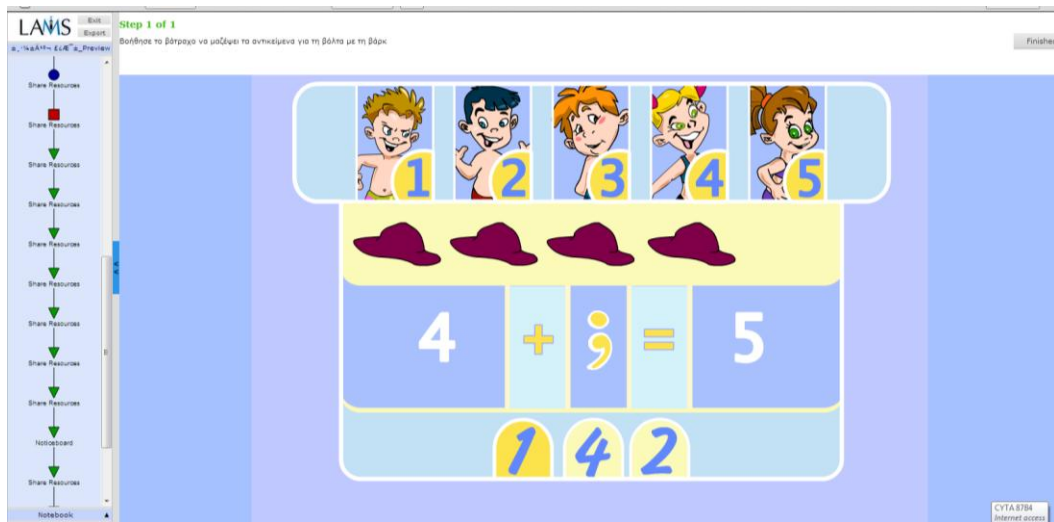 LAMS
Exit
Export
Preview
Share Resources
Share Resources
Share Resources
Share Resources
Share Resources
Share Resources
Share Resources
Share Resources
Share Resources
Noticeboard
Share Resources
Notebook
Step 1 of 1
Βοήθησε το βάτραχο να μαζέψει τα αντικείμενα για τη βόλτα με τη βάρκ
Finishe
1 2 3 4 5
4 + ; = 5
1 4 2
CYTA 8784
Internet access